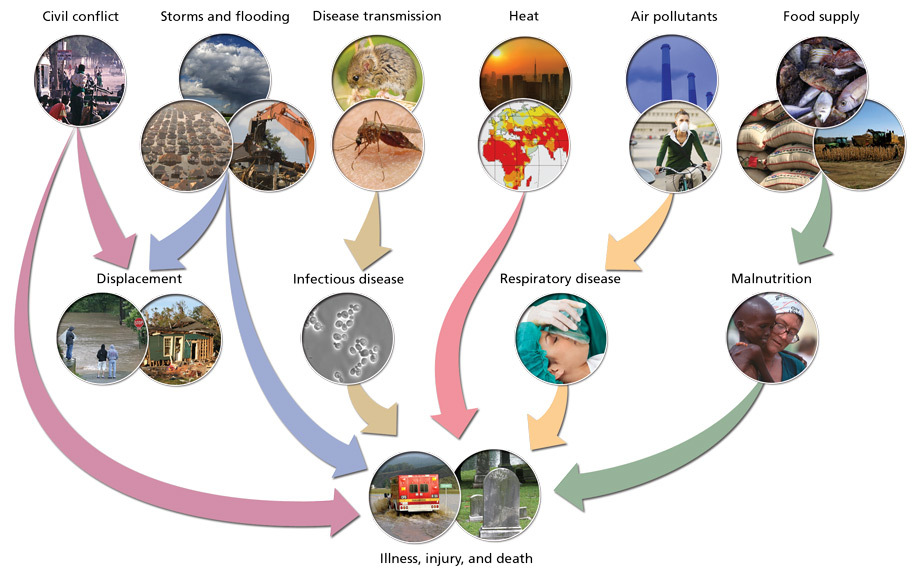 Civil conflict
Storms and flooding
Disease transmission
Heat
Air pollutants
Food supply
Displacement
Infectious disease
Respiratory disease
Malnutrition
Illness, injury, and death